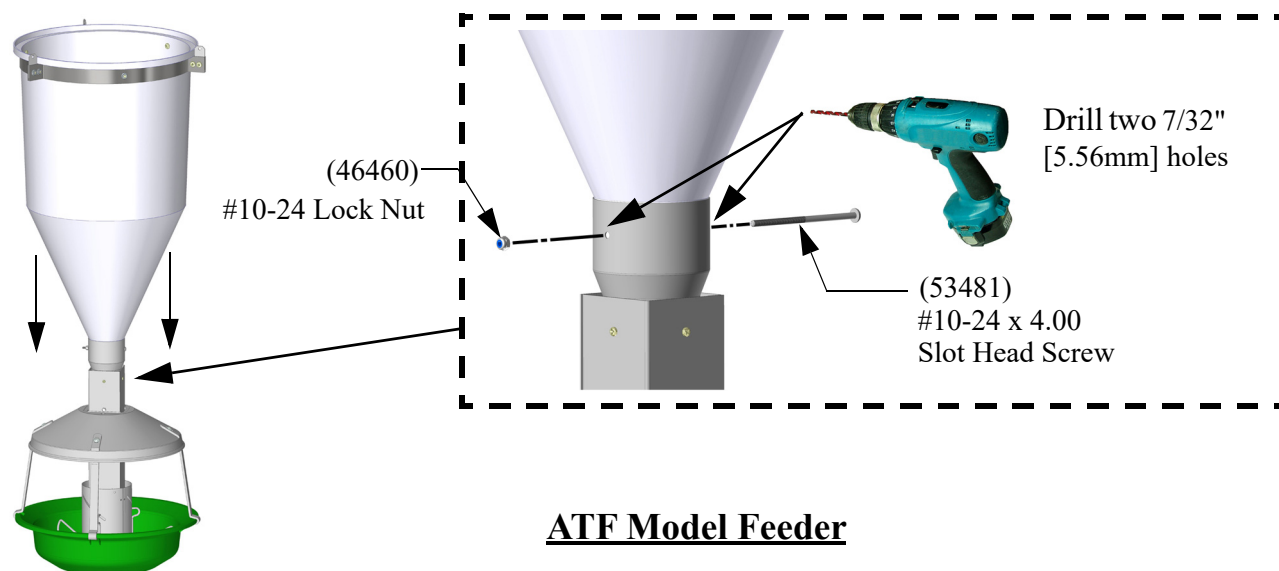 (46460)
#10-24 Lock Nut
Drill two 7/32"
[5.56mm] holes
(53481)
#10-24 x 4.00
Slot Head Screw
ATF Model Feeder